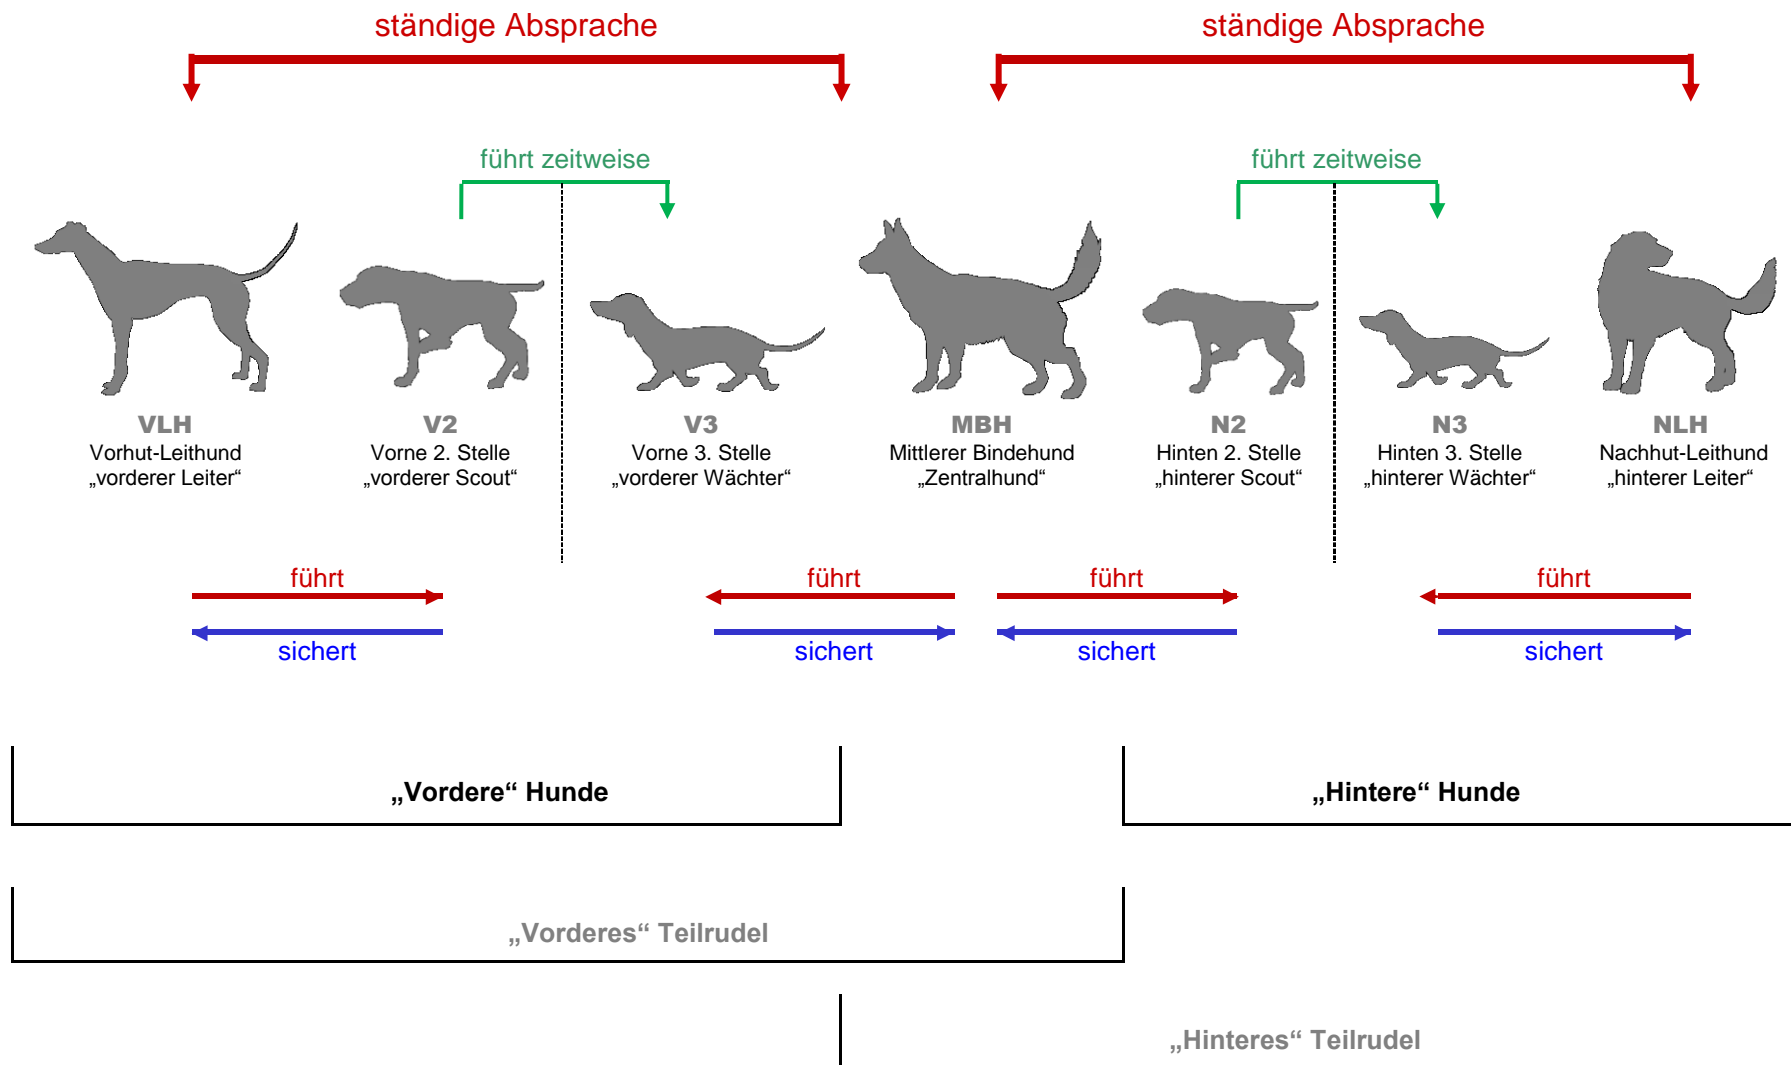 ständige Absprache
ständige Absprache
führt zeitweise
führt zeitweise
VLH
Vorhut-Leithund
„vorderer Leiter“
V2
Vorne 2. Stelle
„vorderer Scout“
V3
Vorne 3. Stelle
„vorderer Wächter“
MBH
Mittlerer Bindehund
„Zentralhund“
N2
Hinten 2. Stelle
„hinterer Scout“
N3
Hinten 3. Stelle
„hinterer Wächter“
NLH
Nachhut-Leithund
„hinterer Leiter“
führt
führt
führt
führt
sichert
sichert
sichert
sichert
„Vordere“ Hunde
„Hintere“ Hunde
„Vorderes“ Teilrudel
„Hinteres“ Teilrudel